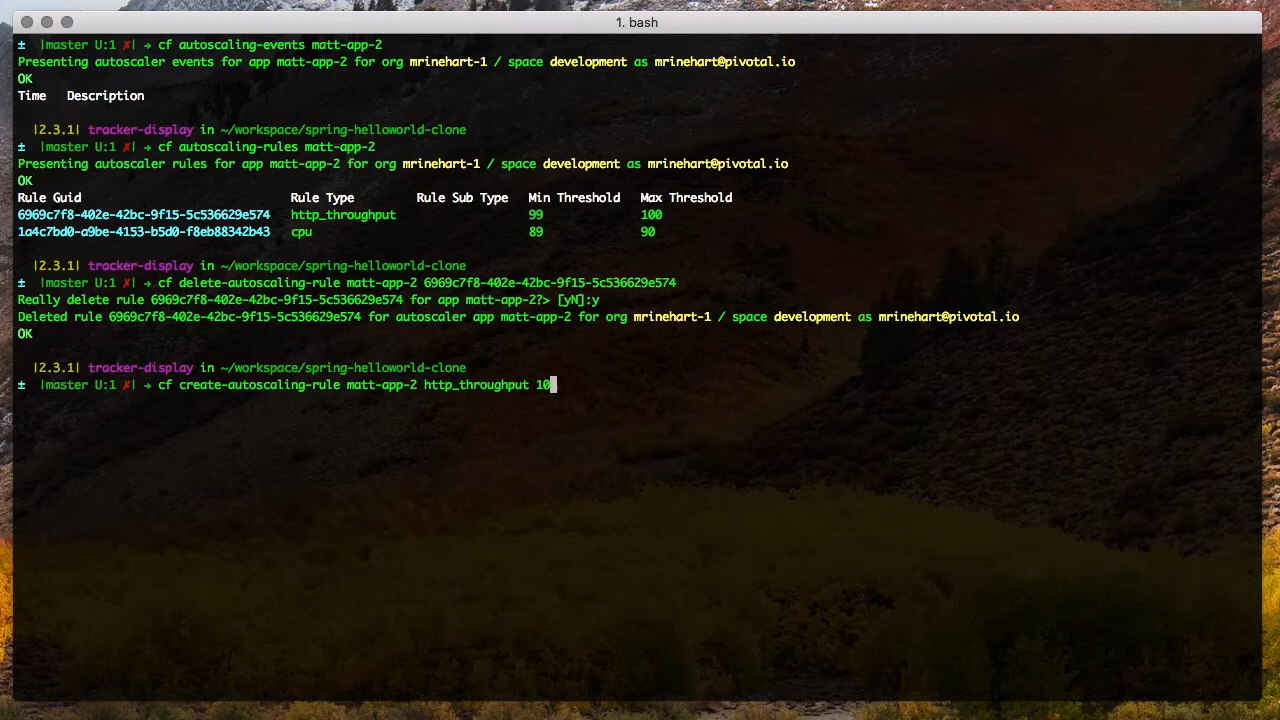 1. bash
± |master U:1 ✗| → cf autoscaling-events matt-app-2
Presenting autoscaler events for app matt-app-2 for org mrinehart-1 / space development as mrinehart@pivotal.io
OK
Time Description
|2.3.1| tracker-display in ~/workspace/spring-helloworld-clone
± |master U:1 ✗| → cf autoscaling-rules matt-app-2
Presenting autoscaler rules for app matt-app-2 for org mrinehart-1 / space development as mrinehart@pivotal.io
OK
Rule Guid Rule Type Rule Sub Type Min Threshold Max Threshold
6969c7f8-402e-42bc-9f15-5c536629e574 http_throughput 99 100
1a4c7bd0-a9be-4153-b5d0-f8eb88342b43 cpu 89 90
|2.3.1| tracker-display in ~/workspace/spring-helloworld-clone
± |master U:1 ✗| → cf delete-autoscaling-rule matt-app-2 6969c7f8-402e-42bc-9f15-5c536629e574
Really delete rule 6969c7f8-402e-42bc-9f15-5c536629e574 for app matt-app-2?> [yN]:y
Deleted rule 6969c7f8-402e-42bc-9f15-5c536629e574 for autoscaler app matt-app-2 for org mrinehart-1 / space development as mrinehart@pivotal.io
OK
|2.3.1| tracker-display in ~/workspace/spring-helloworld-clone
± |master U:1 ✗| → cf create-autoscaling-rule matt-app-2 http_throughput 10